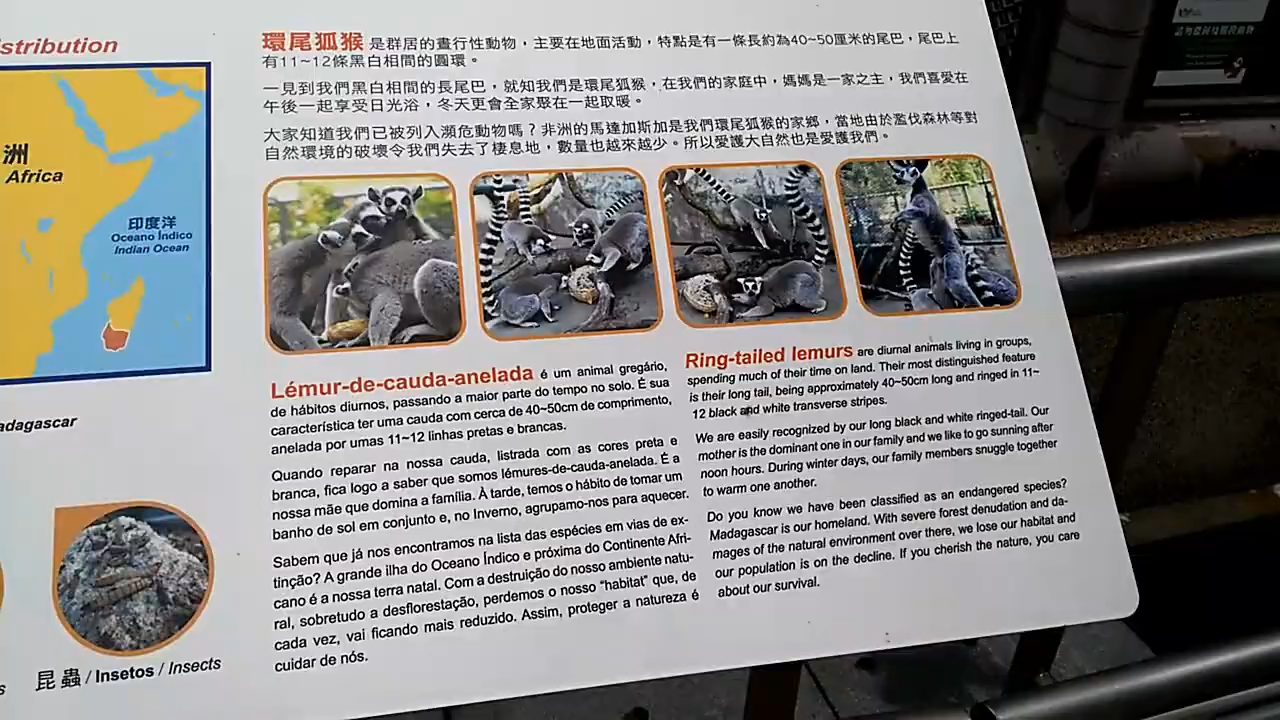 stribution
洲
Africa
印度洋
Oceano Índico
Indian Ocean
adagascar
昆蟲 / Insetos / Insects
環尾狐猴 是群居的晝行性動物，主要在地面活動，特點是有一條長約為40~50厘米的尾巴，尾巴上
有11~12條黑白相間的圓環。
一見到我們黑白相間的長尾巴，就知我們是環尾狐猴，在我們的家庭中，媽媽是一家之主，我們喜愛在
午後一起享受日光浴，冬天更會全家聚在一起取暖。
大家知道我們已被列入瀕危動物嗎？非洲的馬達加斯加是我們環尾狐猴的家鄉，當地由於濫伐森林等對
自然環境的破壞令我們失去了棲息地，數量也越來越少。所以愛護大自然也是愛護我們。
Lémur-de-cauda-anelada é um animal gregário,
de hábitos diurnos, passando a maior parte do tempo no solo. É sua
característica ter uma cauda com cerca de 40~50cm de comprimento,
anelada por umas 11~12 linhas pretas e brancas.
Quando reparar na nossa cauda, listrada com as cores preta e
branca, fica logo a saber que somos lémures-de-cauda-anelada. É a
nossa mãe que domina a família. À tarde, temos o hábito de tomar um
banho de sol em conjunto e, no Inverno, agrupamo-nos para aquecer.
Sabem que já nos encontramos na lista das espécies em vias de ex-
tinção? A grande ilha do Oceano Índico e próxima do Continente Afri-
cano é a nossa terra natal. Com a destruição do nosso ambiente natu-
ral, sobretudo a desflorestação, perdemos o nosso "habitat" que, de
cada vez, vai ficando mais reduzido. Assim, proteger a natureza é
cuidar de nós.
Ring-tailed lemurs are diurnal animals living in groups,
spending much of their time on land. Their most distinguished feature
is their long tail, being approximately 40~50cm long and ringed in 11~
12 black and white transverse stripes.
We are easily recognized by our long black and white ringed-tail. Our
mother is the dominant one in our family and we like to go sunning after
noon hours. During winter days, our family members snuggle together
to warm one another.
Do you know we have been classified as an endangered species?
Madagascar is our homeland. With severe forest denudation and da-
mages of the natural environment over there, we lose our habitat and
our population is on the decline. If you cherish the nature, you care
about our survival.